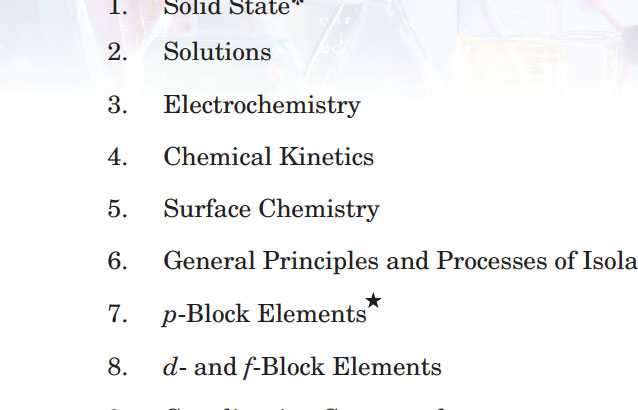 1. Solid State*
2. Solutions
3. Electrochemistry
4. Chemical Kinetics
5. Surface Chemistry
6. General Principles and Processes of Isola
7. p-Block Elements★
8. d- and f-Block Elements